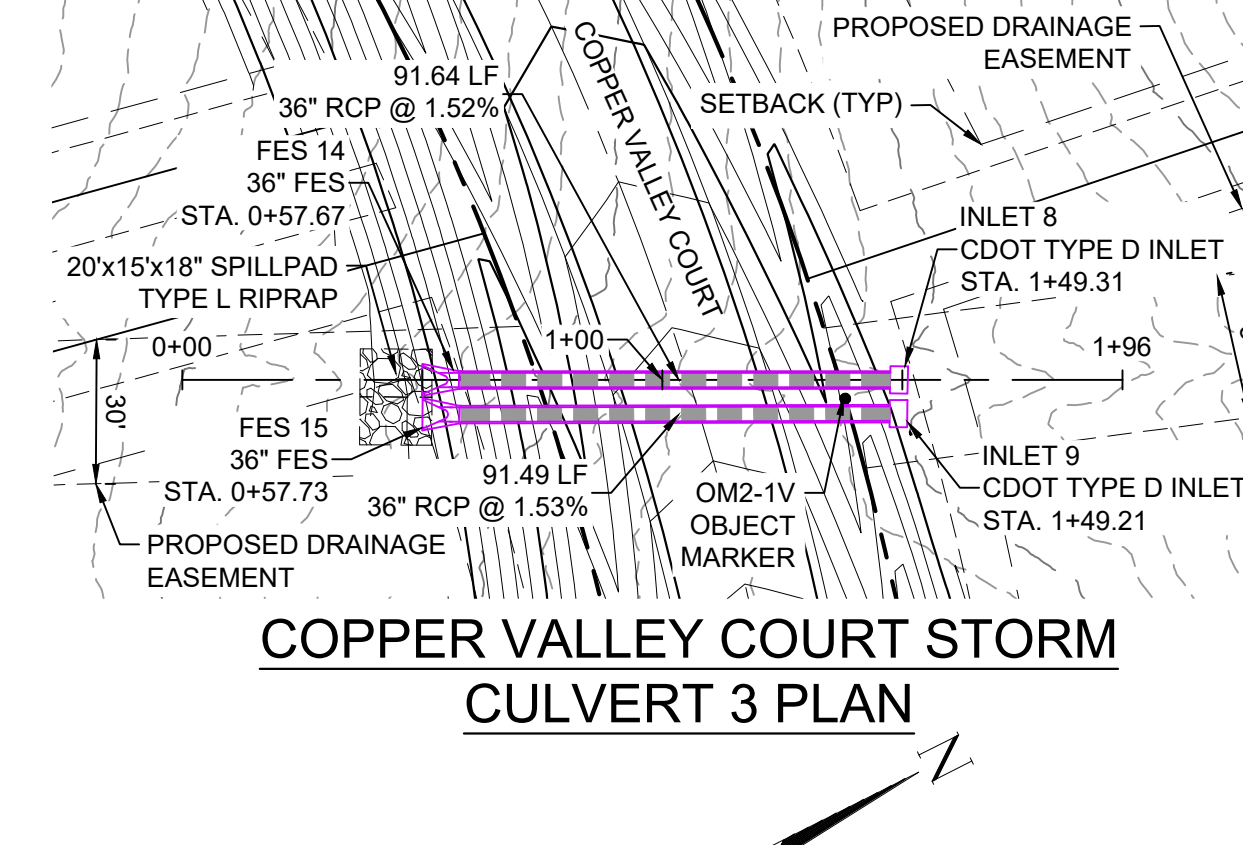 PROPOSED DRAINAGE
EASEMENT
COPPER VALLEY COURT
91.64 LF
36" RCP @ 1.52%
SETBACK (TYP)
FES 14
36" FES
STA. 0+57.67
INLET 8
CDOT TYPE D INLET
STA. 1+49.31
20'x15'x18" SPILLPAD
TYPE L RIPRAP
0+00
1+00
1+96
30'
FES 15
36" FES
STA. 0+57.73
91.49 LF
36" RCP @ 1.53%
OM2-1V
OBJECT
MARKER
INLET 9
CDOT TYPE D INLET
STA. 1+49.21
PROPOSED DRAINAGE
EASEMENT
COPPER VALLEY COURT STORM
CULVERT 3 PLAN
N